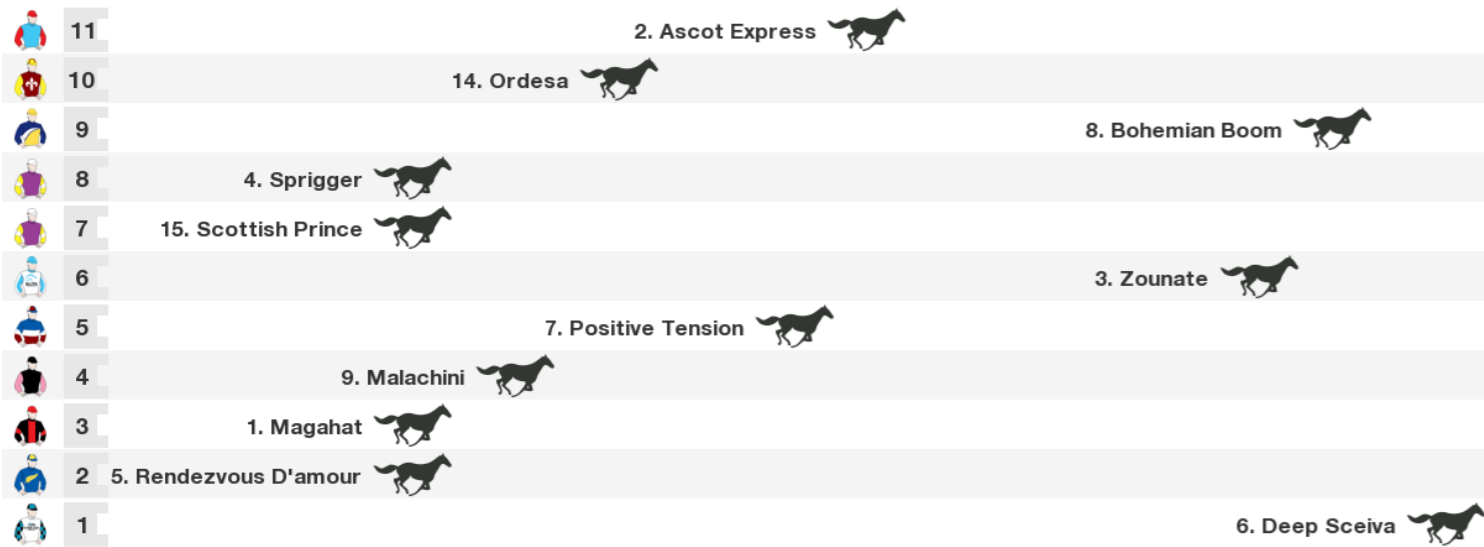 11 2. Ascot Express
10 14. Ordesa
9 8. Bohemian Boom
8 4. Sprigger
7 15. Scottish Prince
6 3. Zounate
5 7. Positive Tension
4 9. Malachini
3 1. Magahat
2 5. Rendezvous D'amour
1 6. Deep Sceiva